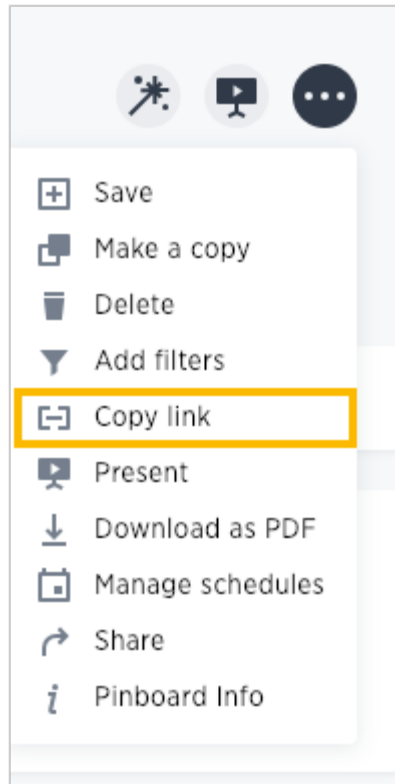 Save
Make a copy
Delete
Add filters
Copy link
Present
Download as PDF
Manage schedules
Share
Pinboard Info